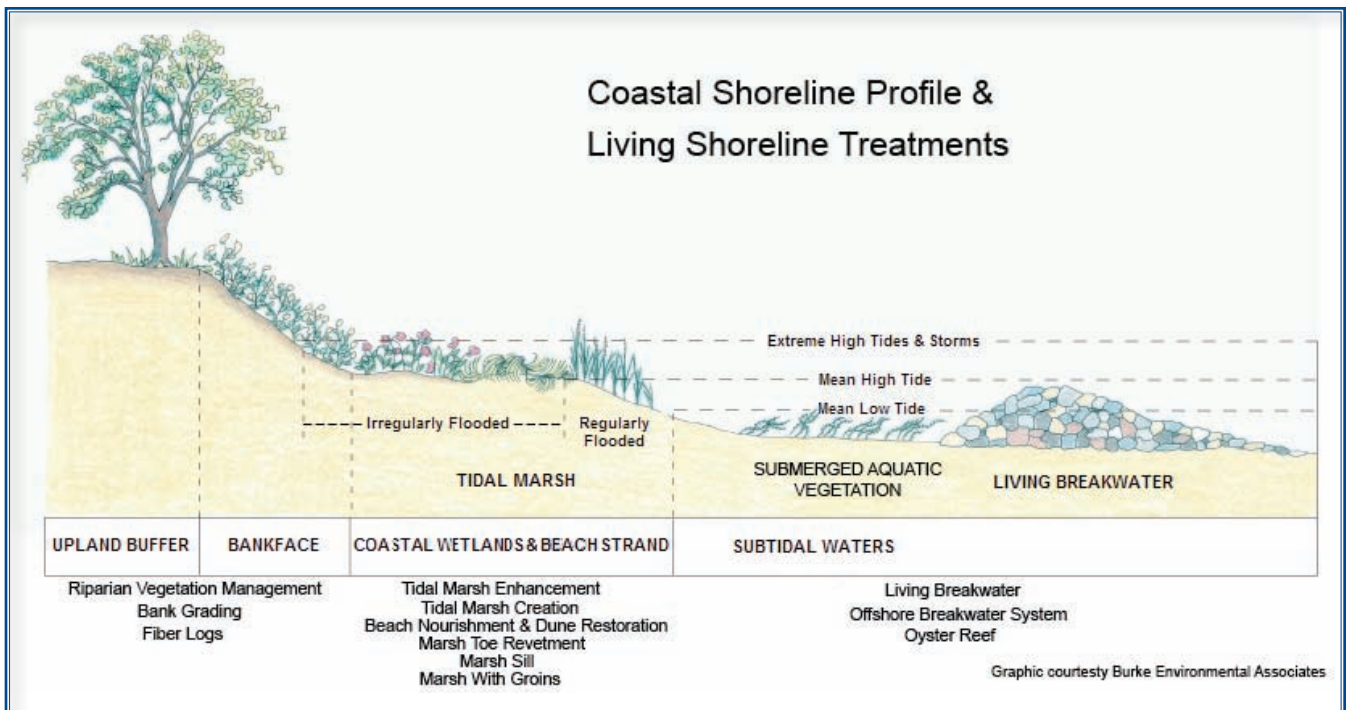 Coastal Shoreline Profile &
Living Shoreline Treatments
Extreme High Tides & Storms
Mean High Tide
Mean Low Tide
Irregularly Flooded
Regularly
Flooded
TIDAL MARSH
SUBMERGED AQUATIC
VEGETATION
LIVING BREAKWATER
UPLAND BUFFER
BANKFACE
COASTAL WETLANDS & BEACH STRAND
SUBTIDAL WATERS
Riparian Vegetation Management
Bank Grading
Fiber Logs
Tidal Marsh Enhancement
Tidal Marsh Creation
Beach Nourishment & Dune Restoration
Marsh Toe Revetment
Marsh Sill
Marsh With Groins
Living Breakwater
Offshore Breakwater System
Oyster Reef
Graphic courtesty Burke Environmental Associates